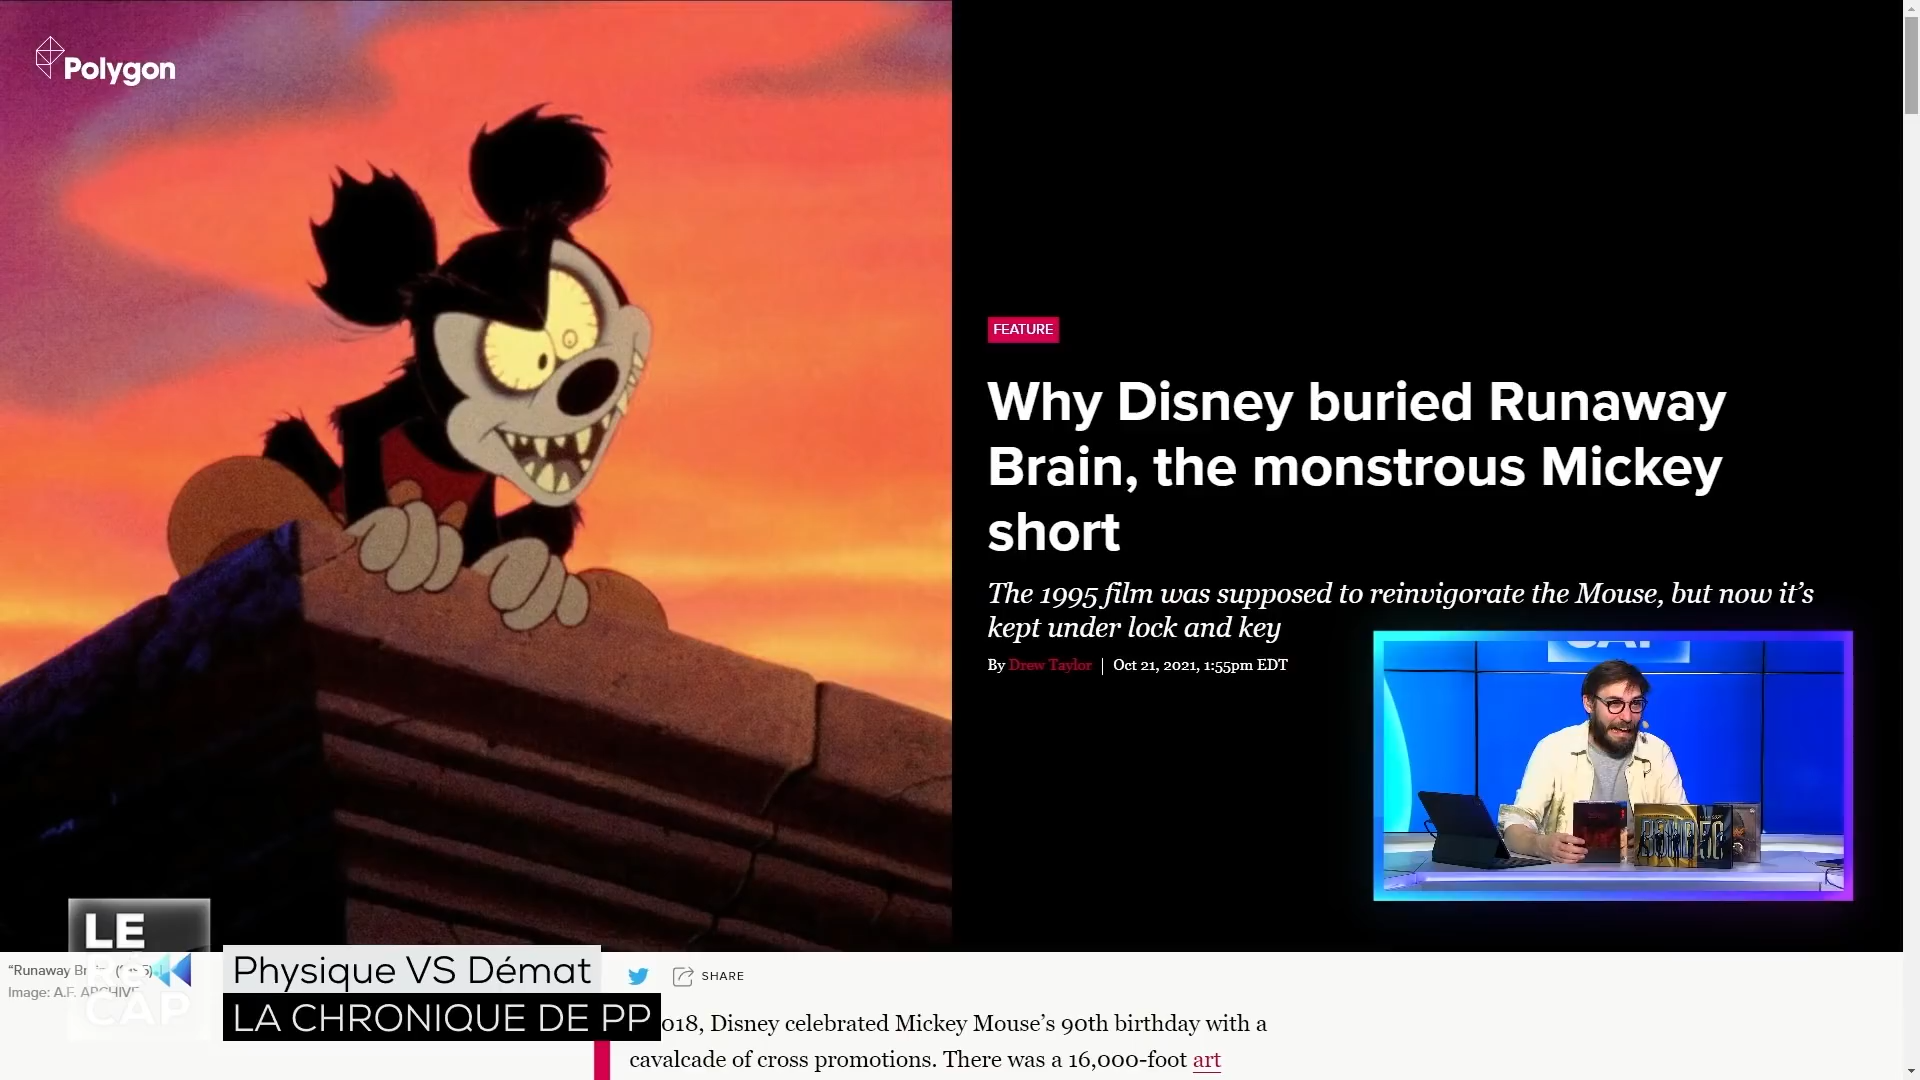 Polygon
FEATURE
Why Disney buried Runaway
Brain, the monstrous Mickey
short
The 1995 film was supposed to reinvigorate the Mouse, but now it's
kept under lock and key
By Drew Taylor | Oct 21, 2021, 1:55pm EDT
LE
CAP
"Runaway
Image: A.F. ARCHIVE
Physique VS Démat
LA CHRONIQUE DE PP
SHARE
018, Disney celebrated Mickey Mouse's 90th birthday with a
cavalcade of cross promotions. There was a 16,000-foot art